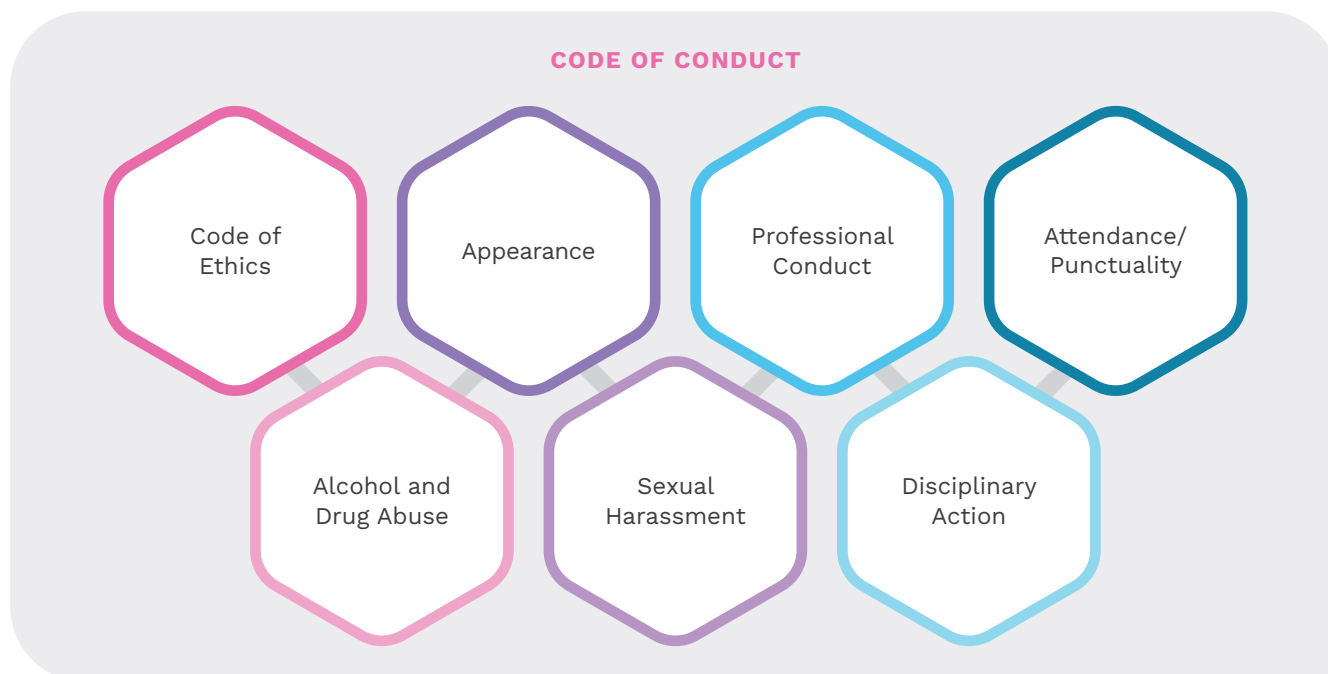 CODE OF CONDUCT
Code of
Ethics
Appearance
Professional
Conduct
Attendance/
Punctuality
Alcohol and
Drug Abuse
Sexual
Harassment
Disciplinary
Action